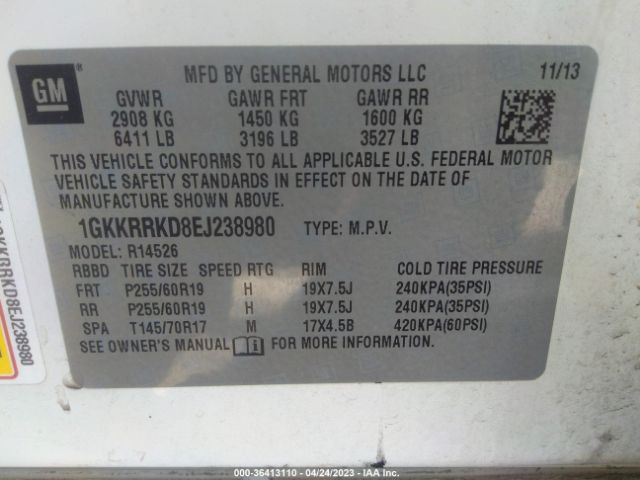 GM ®
MFD BY GENERAL MOTORS LLC 11/13
GVWR GAWR FRT GAWR RR
2908 KG 1450 KG 1600 KG
6411 LB 3196 LB 3527 LB
THIS VEHICLE CONFORMS TO ALL APPLICABLE U.S. FEDERAL MOTOR
VEHICLE SAFETY STANDARDS IN EFFECT ON THE DATE OF
MANUFACTURE SHOWN ABOVE.
1GKKRRKD8EJ238980 TYPE: M.P.V.
MODEL: R14526
RBBD TIRE SIZE SPEED RTG RIM COLD TIRE PRESSURE
FRT P255/60R19 H 19X7.5J 240KPA(35PSI)
RR P255/60R19 H 19X7.5J 240KPA(35PSI)
SPA T145/70R17 M 17X4.5B 420KPA(60PSI)
SEE OWNER'S MANUAL FOR MORE INFORMATION.
000-36413110 - 04/24/2023 - IAA Inc.